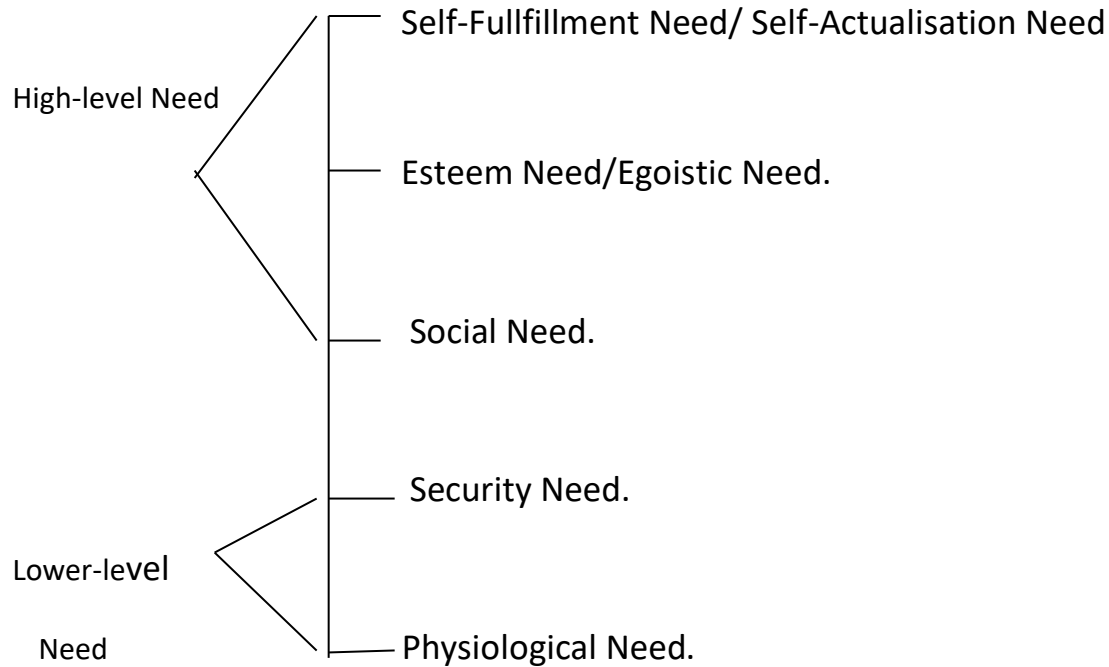 Self-Fullfillment Need/ Self-Actualisation Need
High-level Need
Esteem Need/Egoistic Need.
Social Need.
Security Need.
Lower-level
Need
Physiological Need.